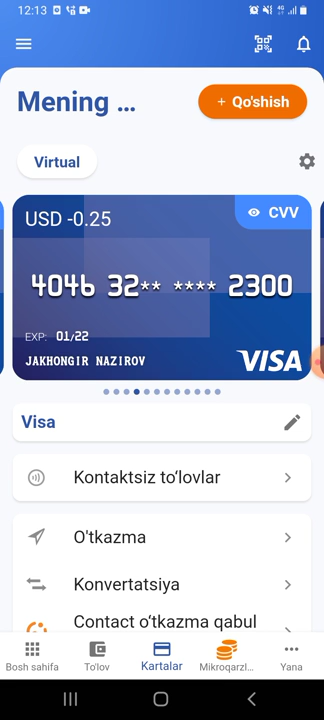 12:13
4G
Mening ...
+ Qo'shish
Virtual
USD -0.25
CVV
4046 32** **** 2300
EXP: 01/22
JAKHONGIR NAZIROV
VISA
Visa
Kontaktsiz to‘lovlar
O'tkazma
Konvertatsiya
Contact o‘tkazma qabul
Bosh sahifa
To'lov
Kartalar
Mikroqarzl...
Yana